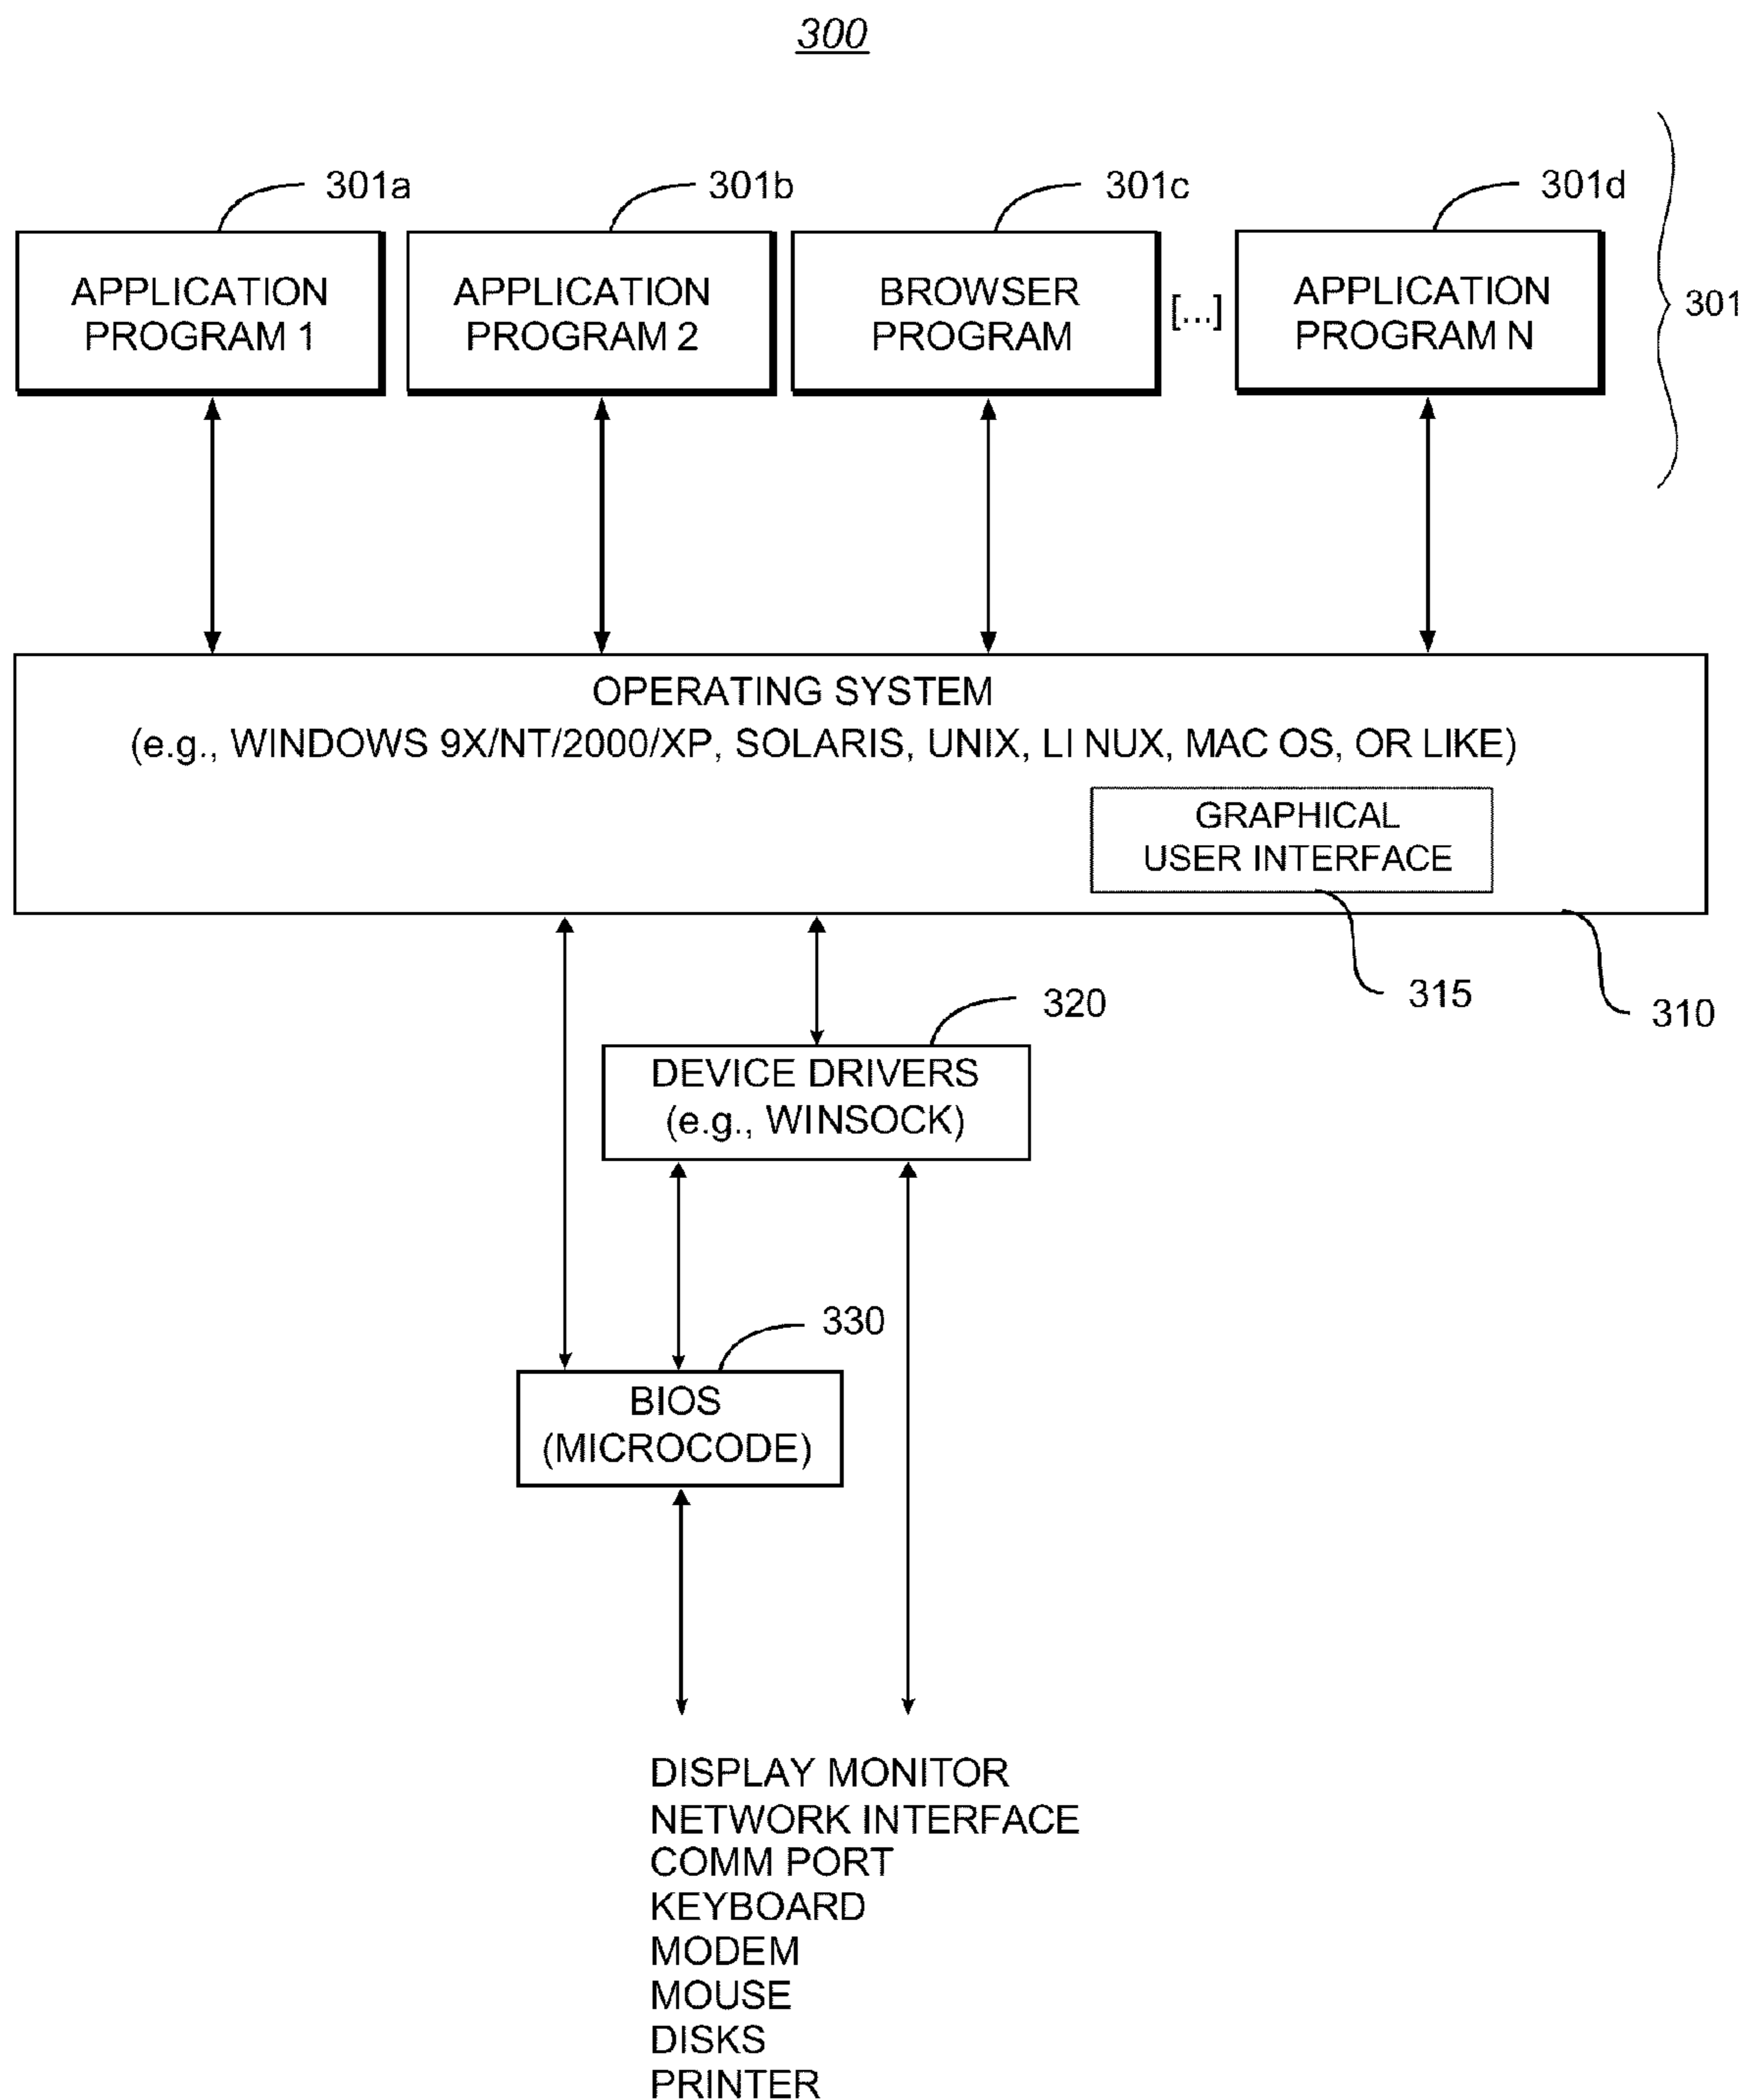 300
301a
301b
301c
301d
APPLICATION
PROGRAM 1
APPLICATION
PROGRAM 2
BROWSER
PROGRAM
[...]
APPLICATION
PROGRAM N
301
OPERATING SYSTEM
(e.g., WINDOWS 9X/NT/2000/XP, SOLARIS, UNIX, LI NUX, MAC OS, OR LIKE)
GRAPHICAL
USER INTERFACE
315
310
320
DEVICE DRIVERS
(e.g., WINSOCK)
330
BIOS
(MICROCODE)
DISPLAY MONITOR
NETWORK INTERFACE
COMM PORT
KEYBOARD
MODEM
MOUSE
DISKS
PRINTER